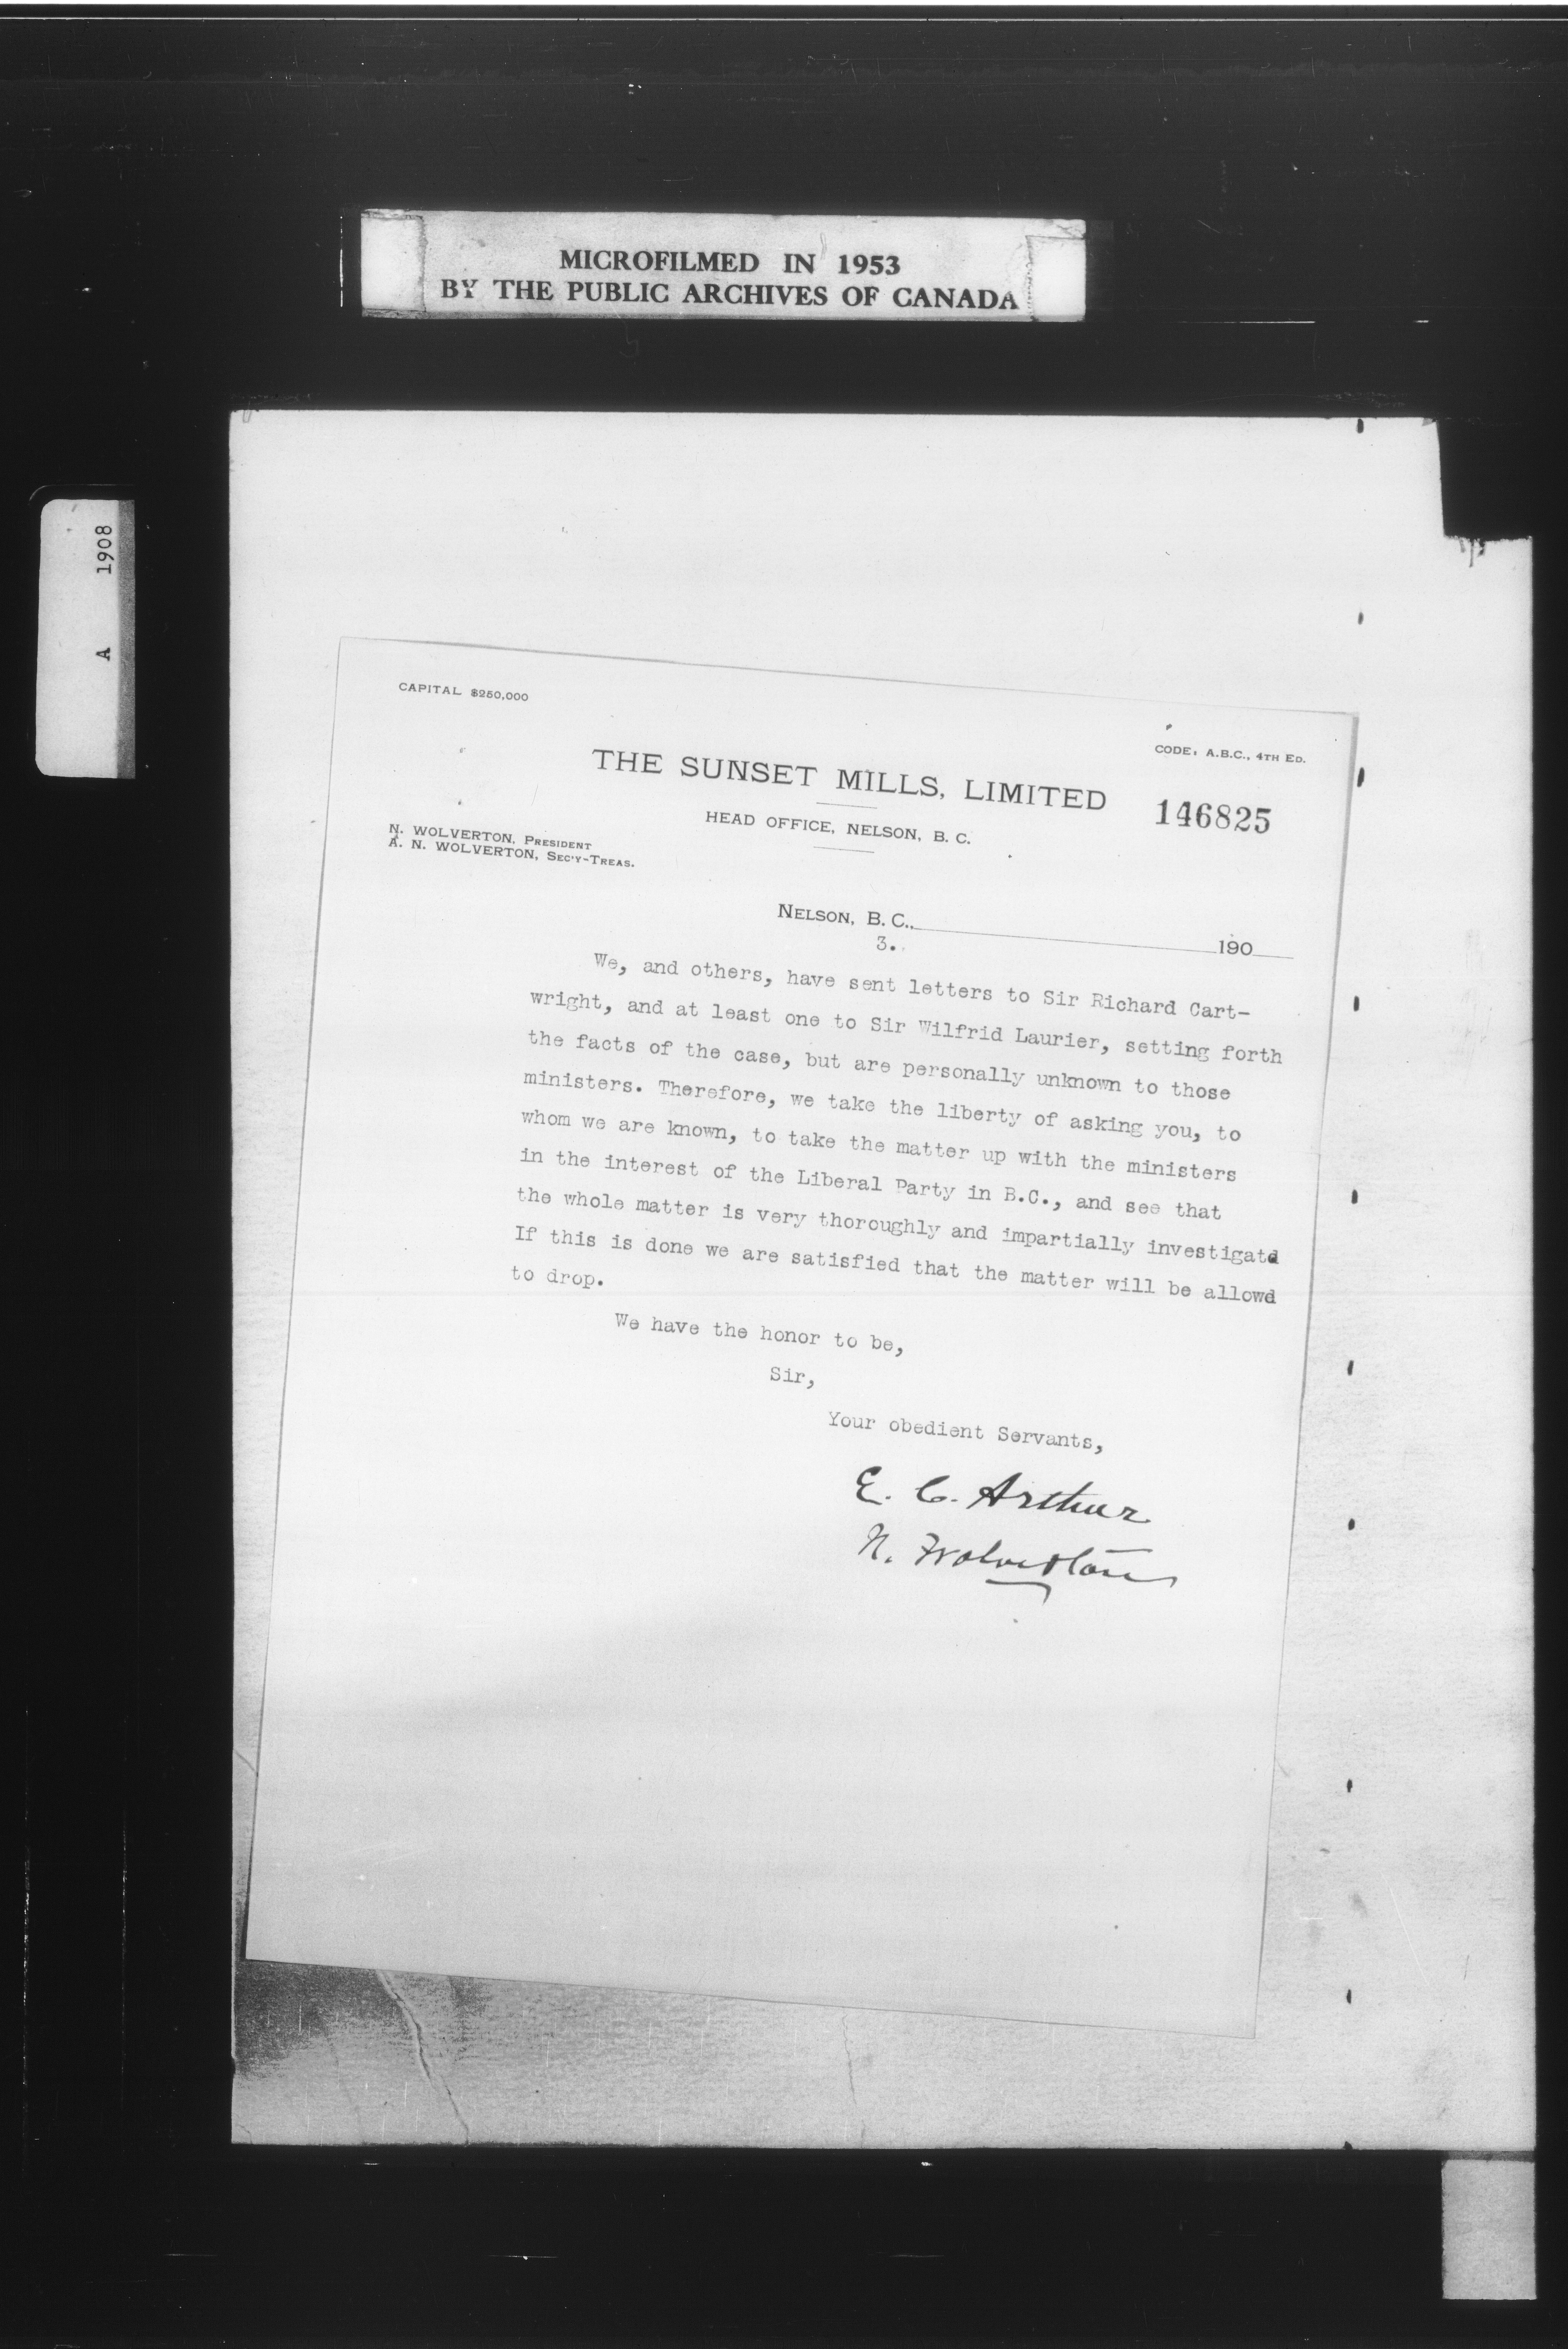 MICROFILMED IN 1953
BY THE PUBLIC ARCHIVES OF CANADA
A 1908
CAPITAL $250,000
CODE: A.B.C., 4TH ED.
THE SUNSET MILLS, LIMITED
146825
HEAD OFFICE, NELSON, B. C.
N. WOLVERTON, PRESIDENT
A. N. WOLVERTON, SEC'Y-TREAS.
NELSON, B. C., 190
3.
We, and others, have sent letters to Sir Richard Cart-
wright, and at least one to Sir Wilfrid Laurier, setting forth
the facts of the case, but are personally unknown to those
ministers. Therefore, we take the liberty of asking you, to
whom we are known, to take the matter up with the ministers
in the interest of the Liberal Party in B.C., and see that
the whole matter is very thoroughly and impartially investigatd
If this is done we are satisfied that the matter will be allowd
to drop.
We have the honor to be,
Sir,
Your obedient Servants,
E. C. Arthur
N. Wolverton